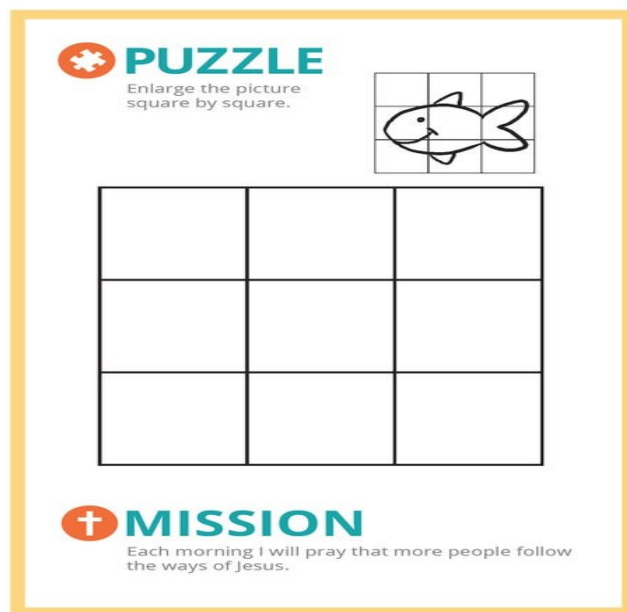 PUZZLE
Enlarge the picture
square by square.
MISSION
Each morning I will pray that more people follow
the ways of Jesus.